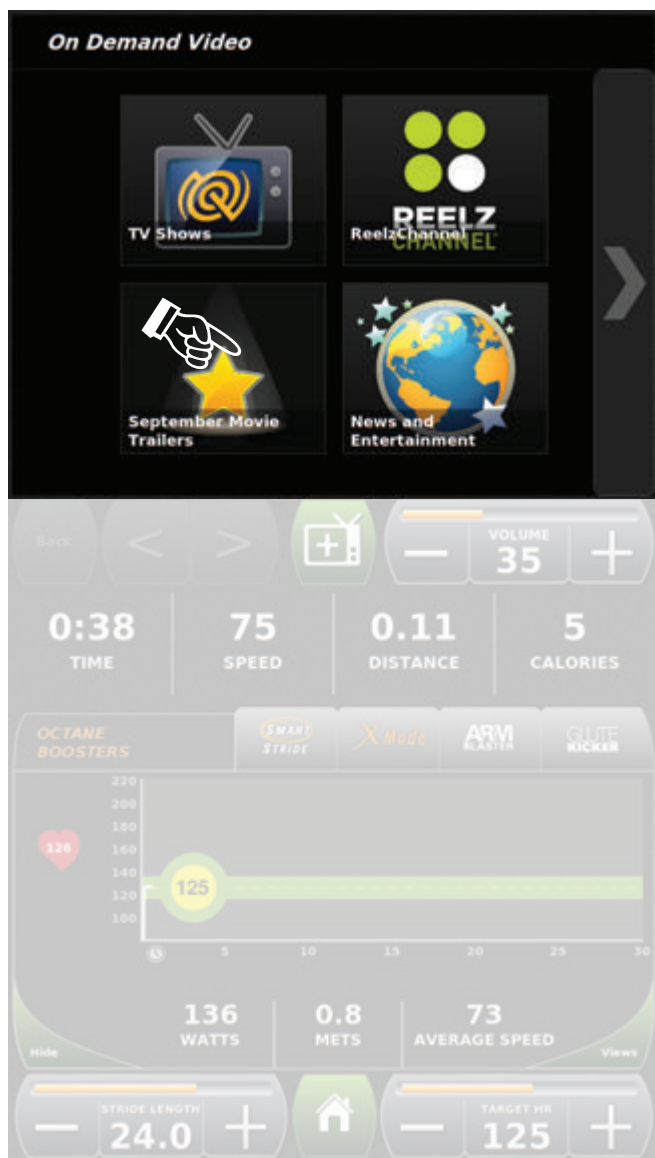 On Demand Video
TV Shows
REELZ
CHANNEL
ReelzChannel
September Movie
Trailers
News and
Entertainment
Back
<
>
+
−
VOLUME
35
+
0:38
TIME
75
SPEED
0.11
DISTANCE
5
CALORIES
OCTANE
BOOSTERS
SMART
STRIDE
X Mode
ARM
BLASTER
GLUTE
KICKER
220
200
180
160
140
120
100
126
125
5
10
15
20
25
30
136
WATTS
0.8
METS
73
AVERAGE SPEED
Hide
Views
−
STRIDE LENGTH
24.0
+
−
TARGET HR
125
+